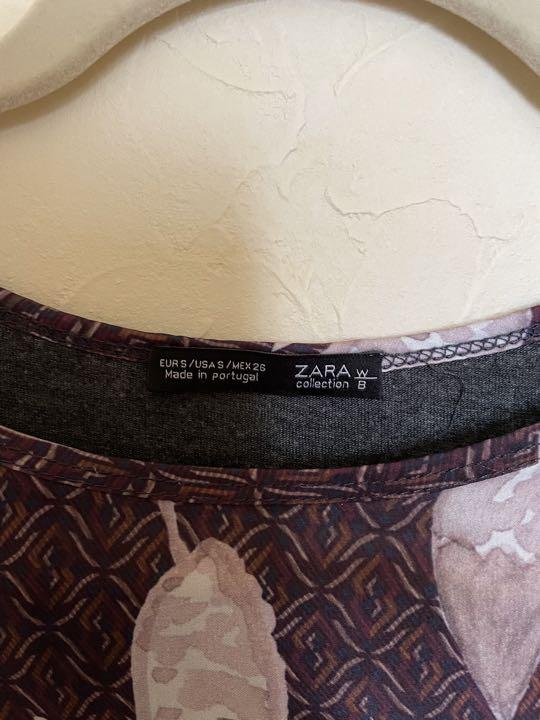 EUR S / USA S / MEX 26
Made in portugal
ZARA W/B
collection